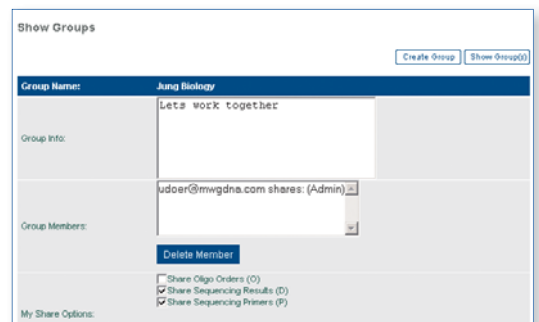 Show Groups
Create Group Show Group(s)
Group Name: Jung Biology
Group Info: Lets work together
Group Members: udoer@mwgdna.com shares: (Admin)
Delete Member
Share Oligo Orders (O)
Share Sequencing Results (D)
Share Sequencing Primers (P)
My Share Options: